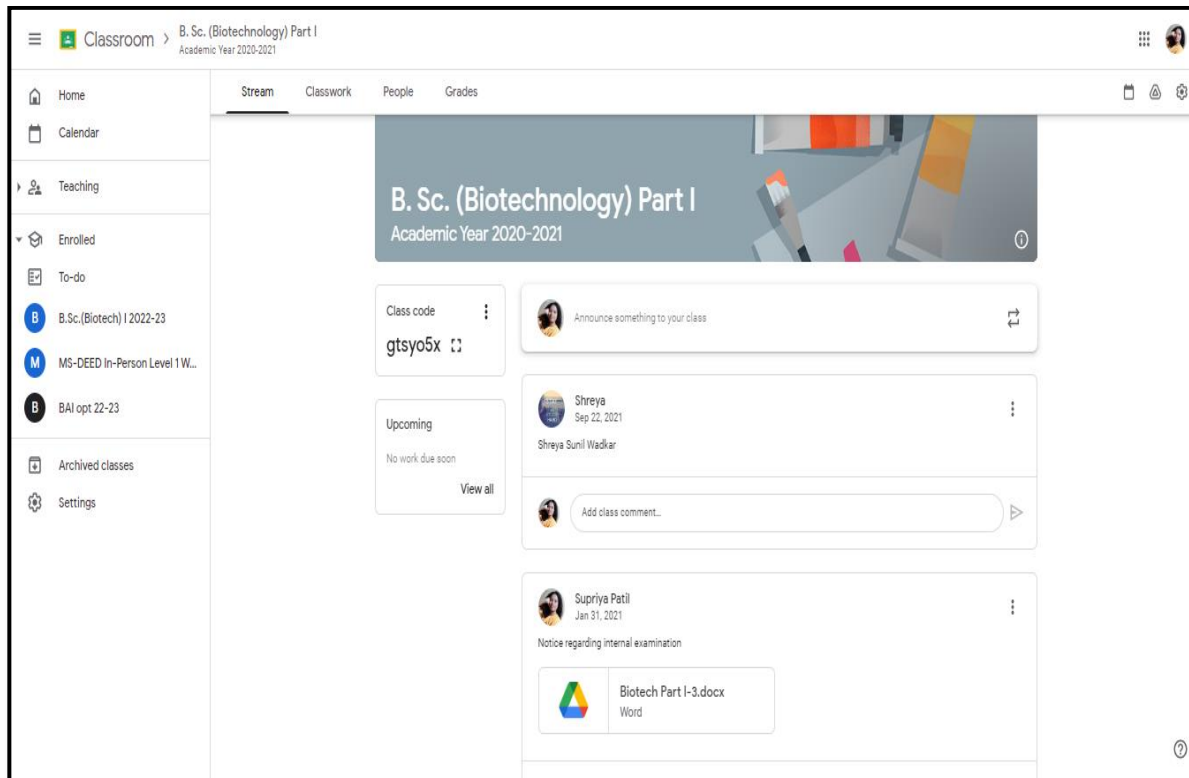 Classroom > B. Sc. (Biotechnology) Part I
Academic Year 2020-2021
Home
Calendar
Teaching
Enrolled
To-do
B B.Sc.(Biotech) I 2022-23
M MS-DEED In-Person Level 1 W...
B BAI opt 22-23
Archived classes
Settings
Stream Classwork People Grades
B. Sc. (Biotechnology) Part I
Academic Year 2020-2021
Class code
gtsyo5x
Upcoming
No work due soon
View all
Announce something to your class
Shreya
Sep 22, 2021
Shreya Sunil Wadkar
Add class comment...
Supriya Patil
Jan 31, 2021
Notice regarding internal examination
Biotech Part I-3.docx
Word